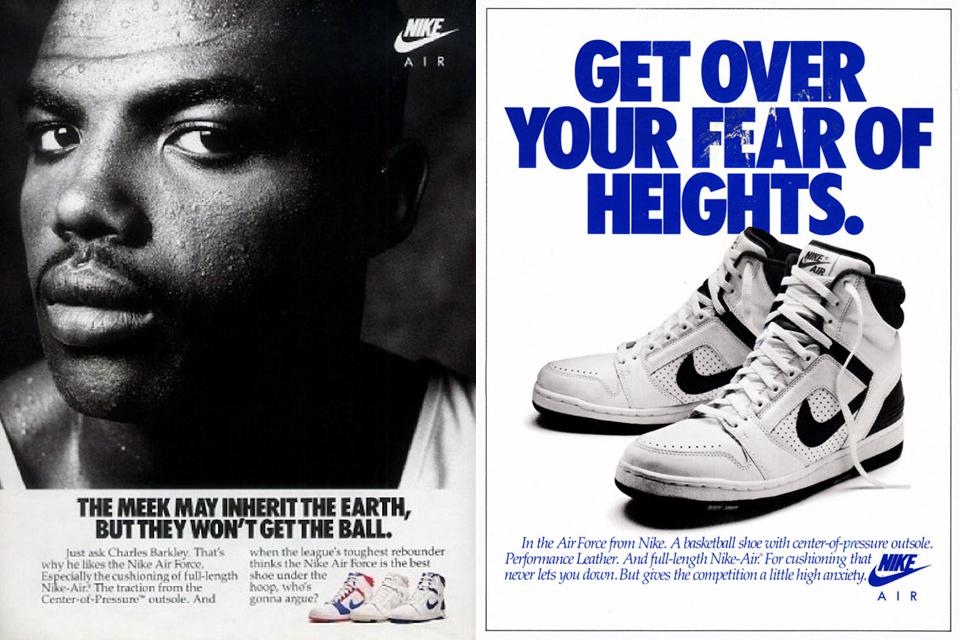 NIKE
AIR
THE MEEK MAY INHERIT THE EARTH,
BUT THEY WON'T GET THE BALL.
Just ask Charles Barkley. That's
why he likes the Nike Air Force.
Especially the cushioning of full-length
Nike-Air.® The traction from the
Center-of-Pressure™ outsole. And
when the league's toughest rebounder
thinks the Nike Air Force is the best
shoe under the
hoop, who's
gonna argue?
GET OVER
YOUR FEAR OF
HEIGHTS.
NIKE
AIR
In the Air Force from Nike. A basketball shoe with center-of-pressure outsole.
Performance Leather. And full-length Nike-Air.® For cushioning that
never lets you down. But gives the competition a little high anxiety.
NIKE
AIR